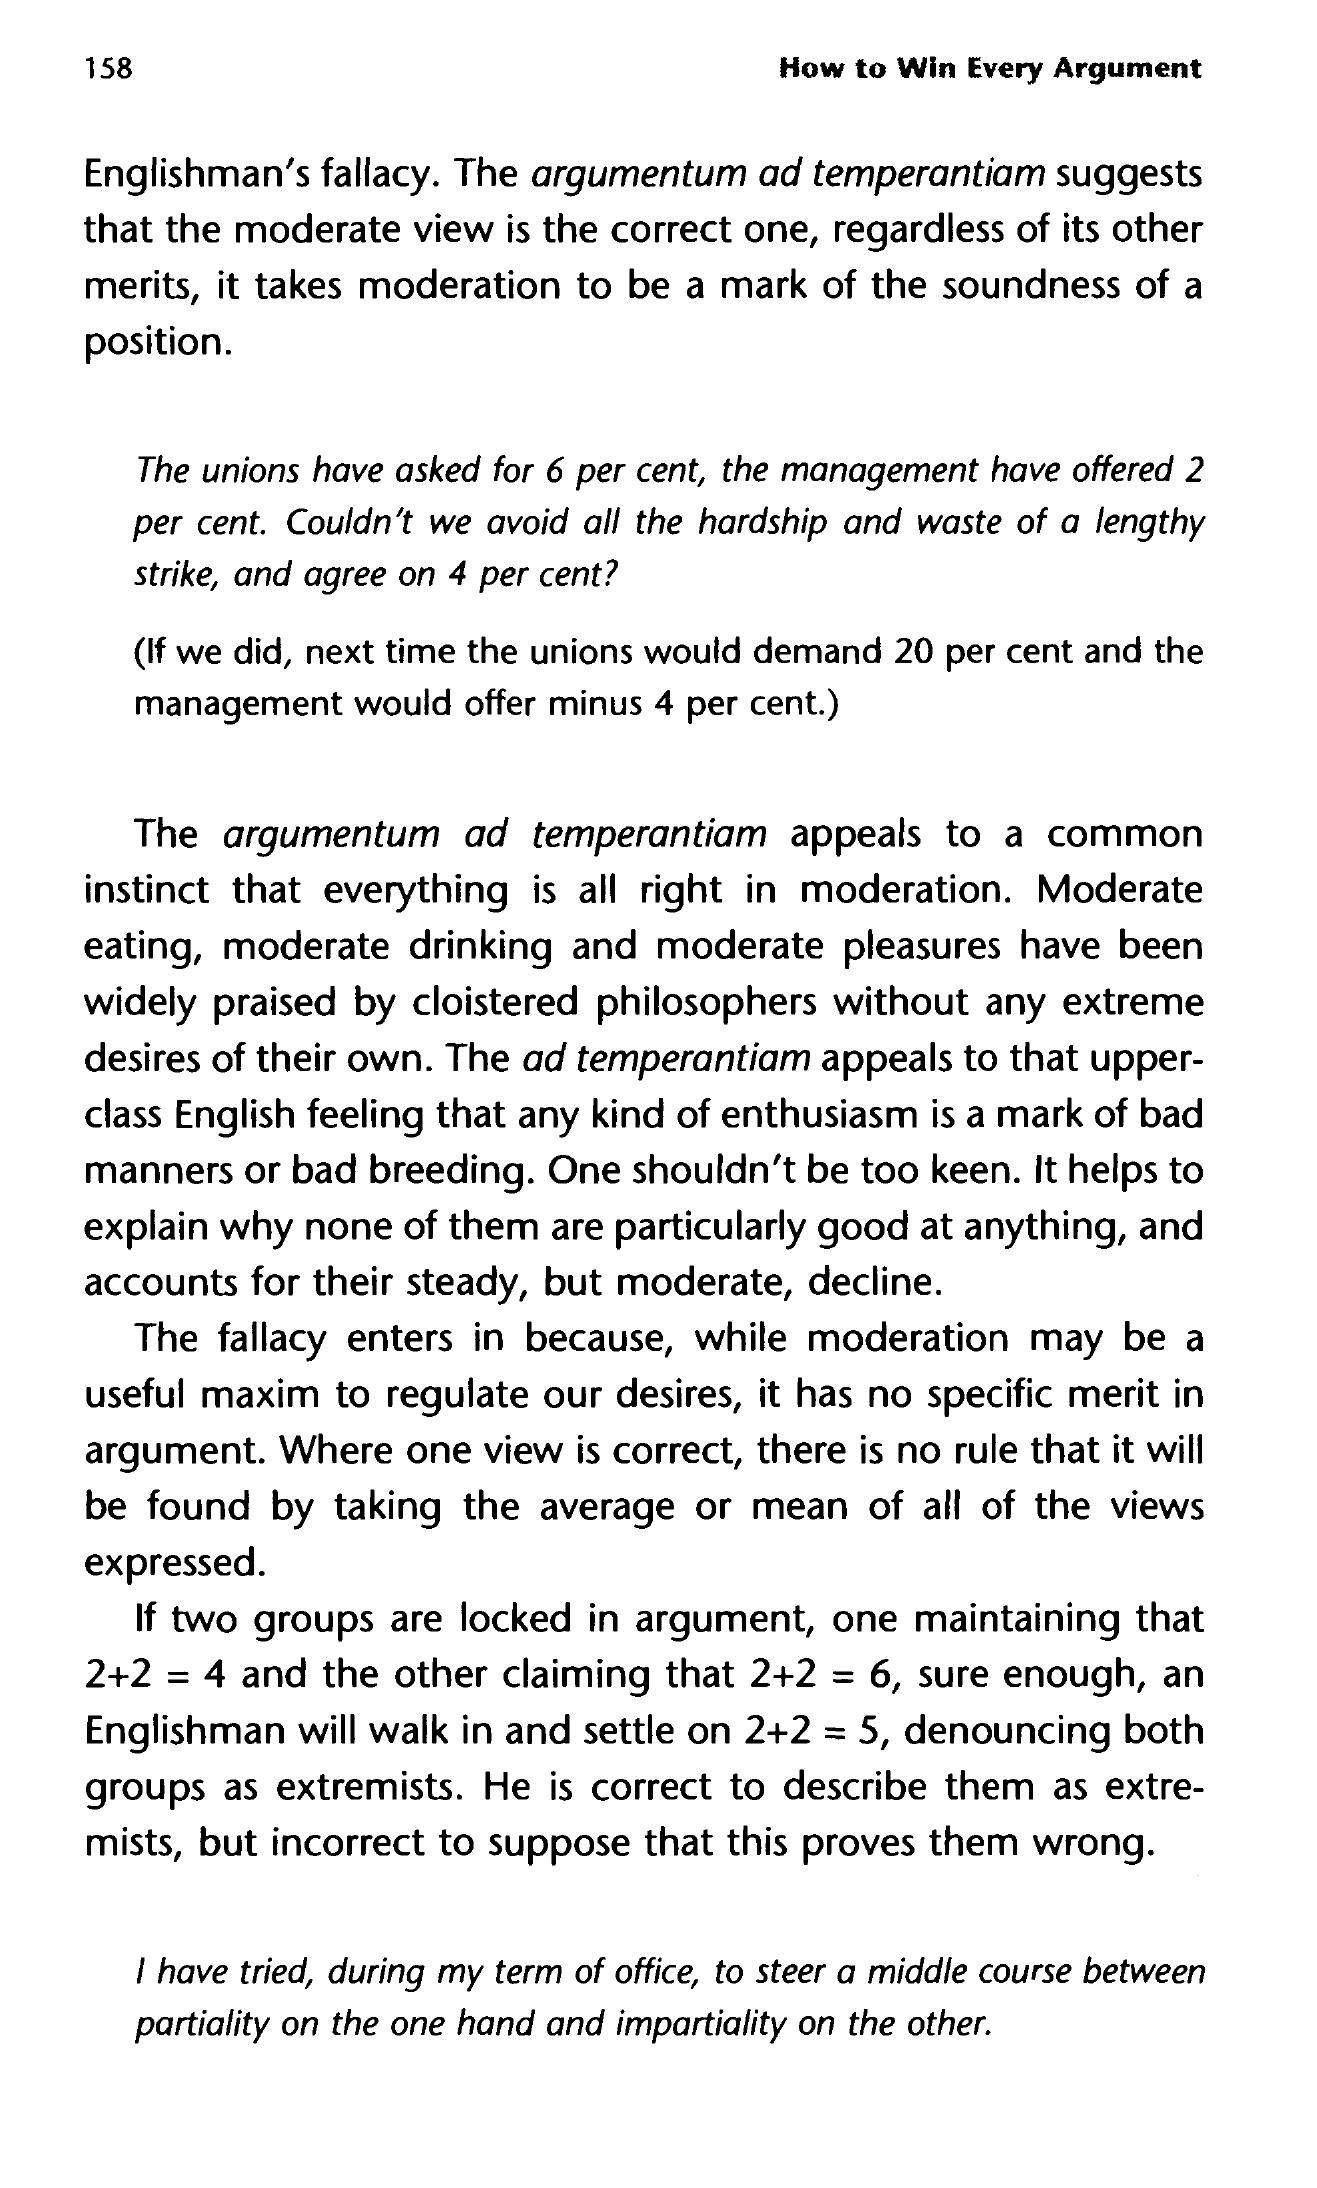 158 How to Win Every Argument
Englishman's fallacy. The argumentum ad temperantiam suggests
that the moderate view is the correct one, regardless of its other
merits, it takes moderation to be a mark of the soundness of a
position.
The unions have asked for 6 per cent, the management have offered 2
per cent. Couldn't we avoid all the hardship and waste of a lengthy
strike, and agree on 4 per cent?
(If we did, next time the unions would demand 20 per cent and the
management would offer minus 4 per cent.)
The argumentum ad temperantiam appeals to a common
instinct that everything is all right in moderation. Moderate
eating, moderate drinking and moderate pleasures have been
widely praised by cloistered philosophers without any extreme
desires of their own. The ad temperantiam appeals to that upper-
class English feeling that any kind of enthusiasm is a mark of bad
manners or bad breeding. One shouldn't be too keen. It helps to
explain why none of them are particularly good at anything, and
accounts for their steady, but moderate, decline.
The fallacy enters in because, while moderation may be a
useful maxim to regulate our desires, it has no specific merit in
argument. Where one view is correct, there is no rule that it will
be found by taking the average or mean of all of the views
expressed.
If two groups are locked in argument, one maintaining that
2+2 = 4 and the other claiming that 2+2 = 6, sure enough, an
Englishman will walk in and settle on 2+2 = 5, denouncing both
groups as extremists. He is correct to describe them as extre-
mists, but incorrect to suppose that this proves them wrong.
I have tried, during my term of office, to steer a middle course between
partiality on the one hand and impartiality on the other.